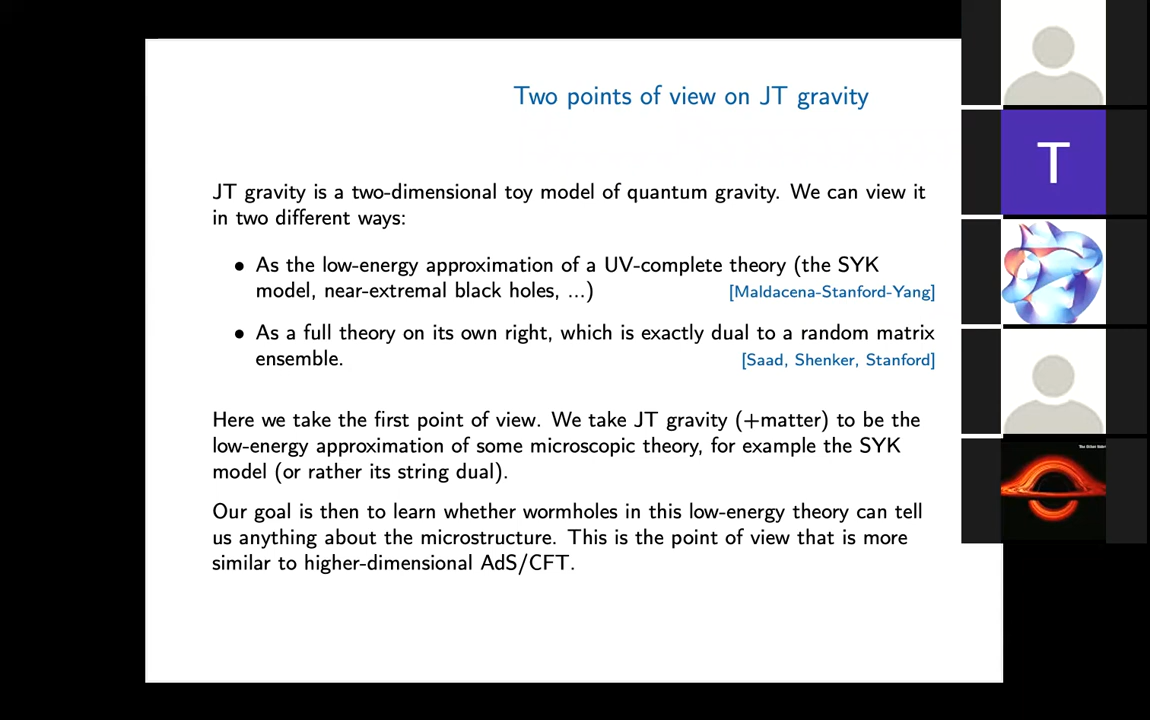 Two points of view on JT gravity
JT gravity is a two-dimensional toy model of quantum gravity. We can view it
in two different ways:
• As the low-energy approximation of a UV-complete theory (the SYK
model, near-extremal black holes, ...) [Maldacena-Stanford-Yang]
• As a full theory on its own right, which is exactly dual to a random matrix
ensemble. [Saad, Shenker, Stanford]
Here we take the first point of view. We take JT gravity (+matter) to be the
low-energy approximation of some microscopic theory, for example the SYK
model (or rather its string dual).
Our goal is then to learn whether wormholes in this low-energy theory can tell
us anything about the microstructure. This is the point of view that is more
similar to higher-dimensional AdS/CFT.
T